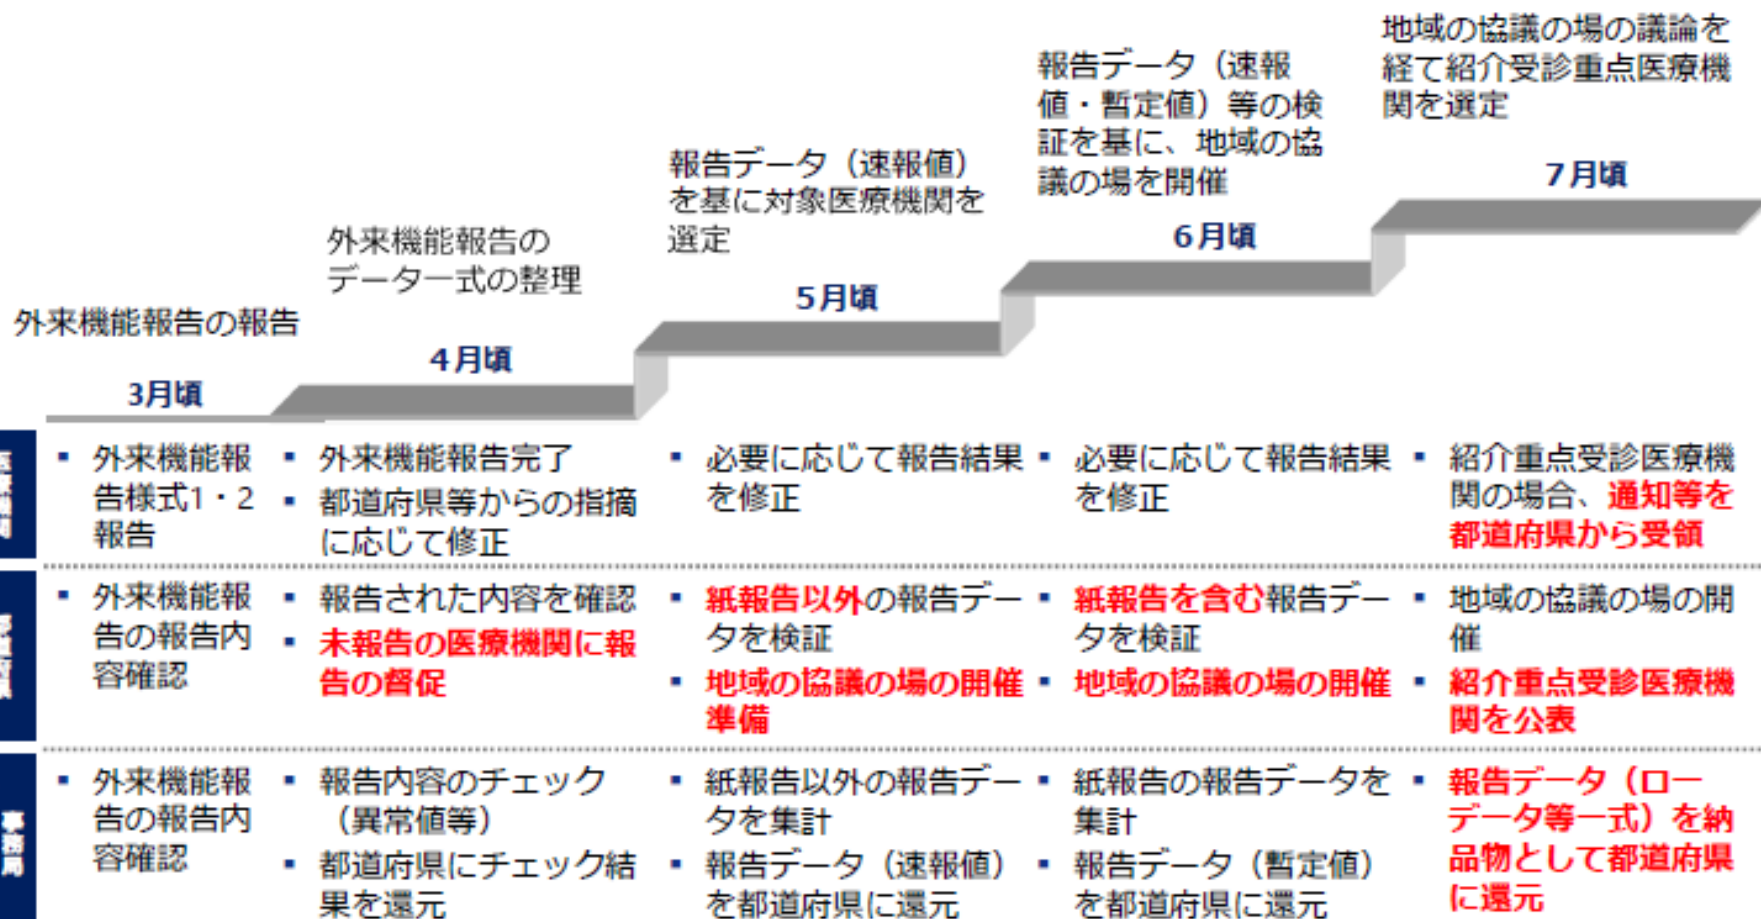 外来機能報告の報告
3月頃
外来機能報告の
データ一式の整理
4月頃
報告データ（速報値）
を基に対象医療機関を
選定
5月頃
報告データ（速報
値・暫定値）等の検
証を基に、地域の協
議の場を開催
6月頃
地域の協議の場の議論を
経て紹介受診重点医療機
関を選定
7月頃
▪ 外来機能報
告様式1・2
報告
▪ 外来機能報告完了
▪ 都道府県等からの指摘
に応じて修正
▪ 必要に応じて報告結果
を修正
▪ 必要に応じて報告結果
を修正
▪ 紹介重点受診医療機
関の場合、通知等を
都道府県から受領
▪ 外来機能報
告の報告内
容確認
▪ 報告された内容を確認
▪ 未報告の医療機関に報
告の督促
▪ 紙報告以外の報告デー
タを検証
▪ 地域の協議の場の開催
準備
▪ 紙報告を含む報告デー
タを検証
▪ 地域の協議の場の開催
▪ 地域の協議の場の開
催
▪ 紹介重点受診医療機
関を公表
事務局
▪ 外来機能報
告の報告内
容確認
▪ 報告内容のチェック
（異常値等）
▪ 都道府県にチェック結
果を還元
▪ 紙報告以外の報告デー
タを集計
▪ 報告データ（速報値）
を都道府県に還元
▪ 紙報告の報告データを
集計
▪ 報告データ（暫定値）
を都道府県に還元
▪ 報告データ（ロー
データ等一式）を納
品物として都道府県
に還元